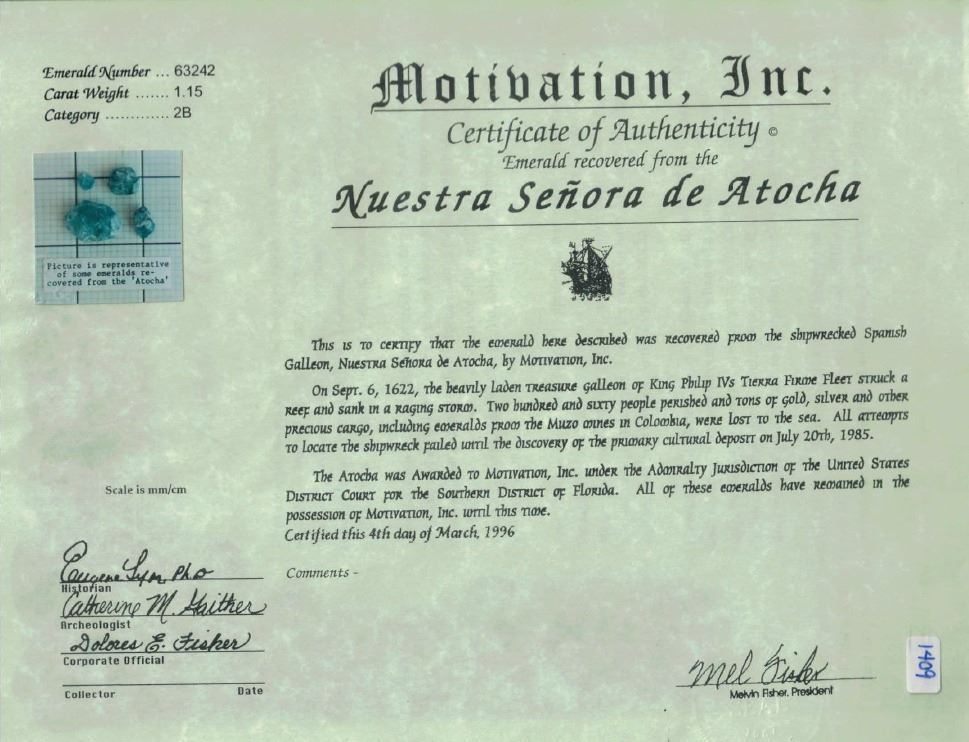 Emerald Number ... 63242
Carat Weight ....... 1.15
Category ............. 2B
Motivation, Inc.
Certificate of Authenticity ©
Emerald recovered from the
Nuestra Señora de Atocha
Picture is representative
of some emeralds re-
covered from the 'Atocha'
This is to certify that the emerald here described was recovered from the shipwrecked Spanish
Galleon, Nuestra Señora de Atocha, by Motivation, Inc.
On Sept. 6, 1622, the heavily laden treasure galleon of King Philip IVs Tierra Firme Fleet struck a
reef and sank in a raging storm. Two hundred and sixty people perished and tons of gold, silver and other
precious cargo, including emeralds from the Muzo mines in Colombia, were lost to the sea. All attempts
to locate the shipwreck failed until the discovery of the primary cultural deposit on July 20th, 1985.
The Atocha was Awarded to Motivation, Inc. under the Admiralty Jurisdiction of the United States
District Court for the Southern District of Florida. All of these emeralds have remained in the
possession of Motivation, Inc. until this time.
Certified this 4th day of March, 1996
Scale is mm/cm
Comments -
Eugene Lyon, PhD
Historian
Catherine M. Gaither
Archeologist
Dolores E. Fisher
Corporate Official
Collector Date
Mel Fisher
Melvin Fisher, President
1409